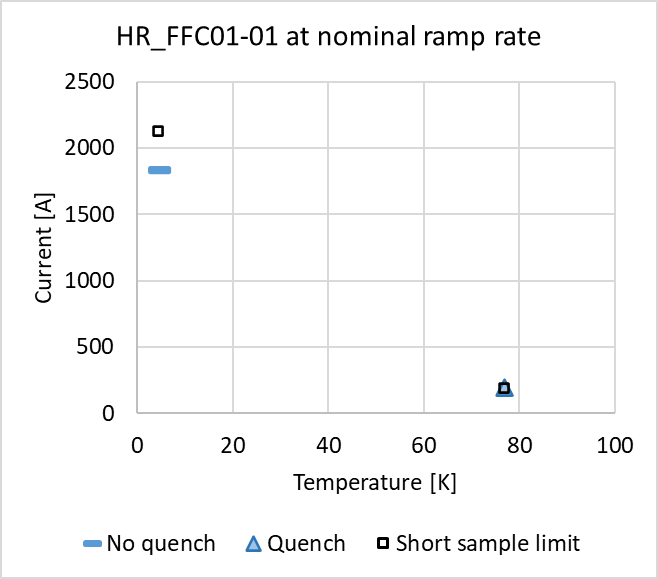 HR_FFC01-01 at nominal ramp rate
2500
2000
1500
1000
500
0
Current [A]
0 20 40 60 80 100
Temperature [K]
No quench Quench Short sample limit